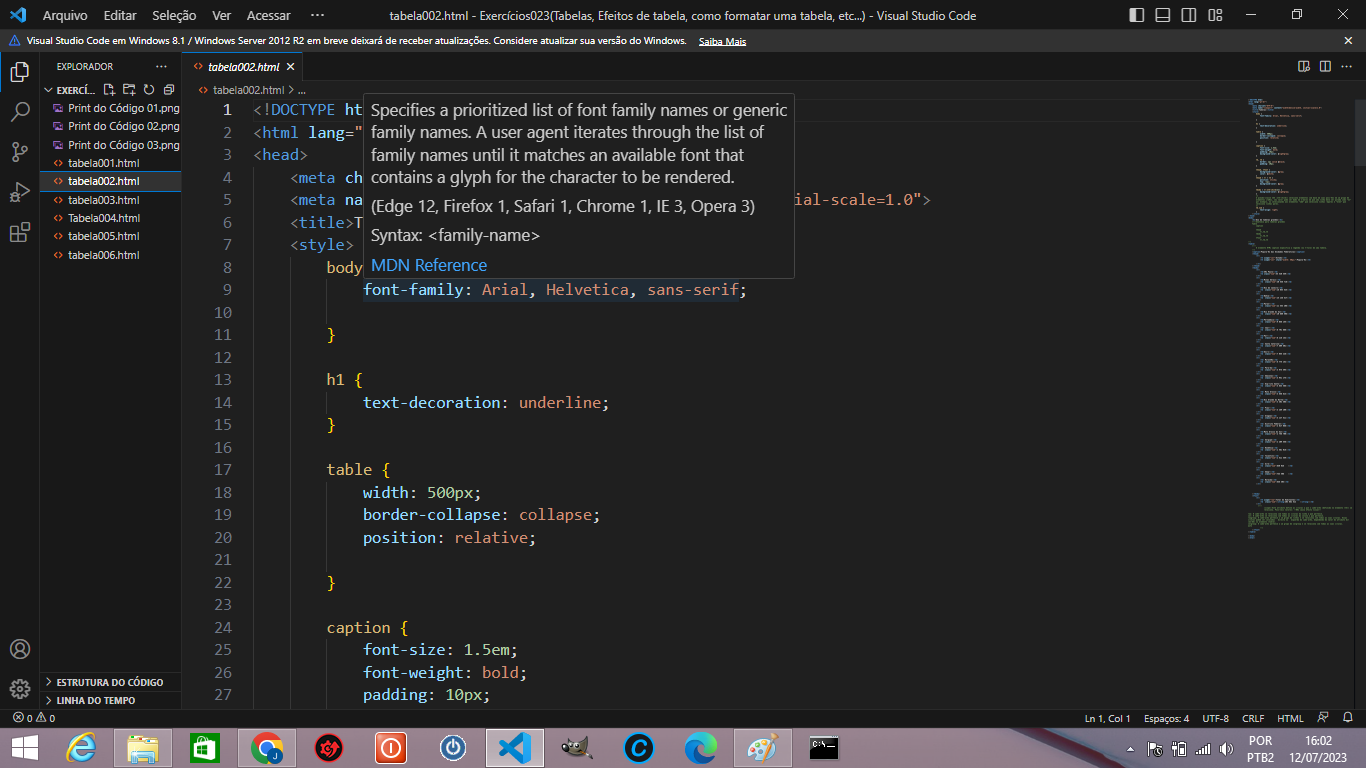 Arquivo Editar Seleção Ver Acessar ···
tabela002.html - Exercícios023(Tabelas, Efeitos de tabela, como formatar uma tabela, etc...) - Visual Studio Code
Visual Studio Code em Windows 8.1 / Windows Server 2012 R2 em breve deixará de receber atualizações. Considere atualizar sua versão do Windows. Saiba Mais
EXPLORADOR ···
EXERCÍ...
Print do Código 01.png
Print do Código 02.png
Print do Código 03.png
tabela001.html
tabela002.html
tabela003.html
Tabela004.html
tabela005.html
tabela006.html
ESTRUTURA DO CÓDIGO
LINHA DO TEMPO
tabela002.html
tabela002.html > ...
Specifies a prioritized list of font family names or generic
family names. A user agent iterates through the list of
family names until it matches an available font that
contains a glyph for the character to be rendered.
(Edge 12, Firefox 1, Safari 1, Chrome 1, IE 3, Opera 3)
Syntax: <family-name>
MDN Reference
1 <!DOCTYPE ht
2 <html lang="
3 <head>
4 <meta ch
5 <meta na ial-scale=1.0">
6 <title>T
7 <style>
8 body
9 font-family: Arial, Helvetica, sans-serif;
10
11 }
12
13 h1 {
14 text-decoration: underline;
15 }
16
17 table {
18 width: 500px;
19 border-collapse: collapse;
20 position: relative;
21
22 }
23
24 caption {
25 font-size: 1.5em;
26 font-weight: bold;
27 padding: 10px;
0 0
Ln 1, Col 1 Espaços: 4 UTF-8 CRLF HTML
POR
PTB2
16:02
12/07/2023